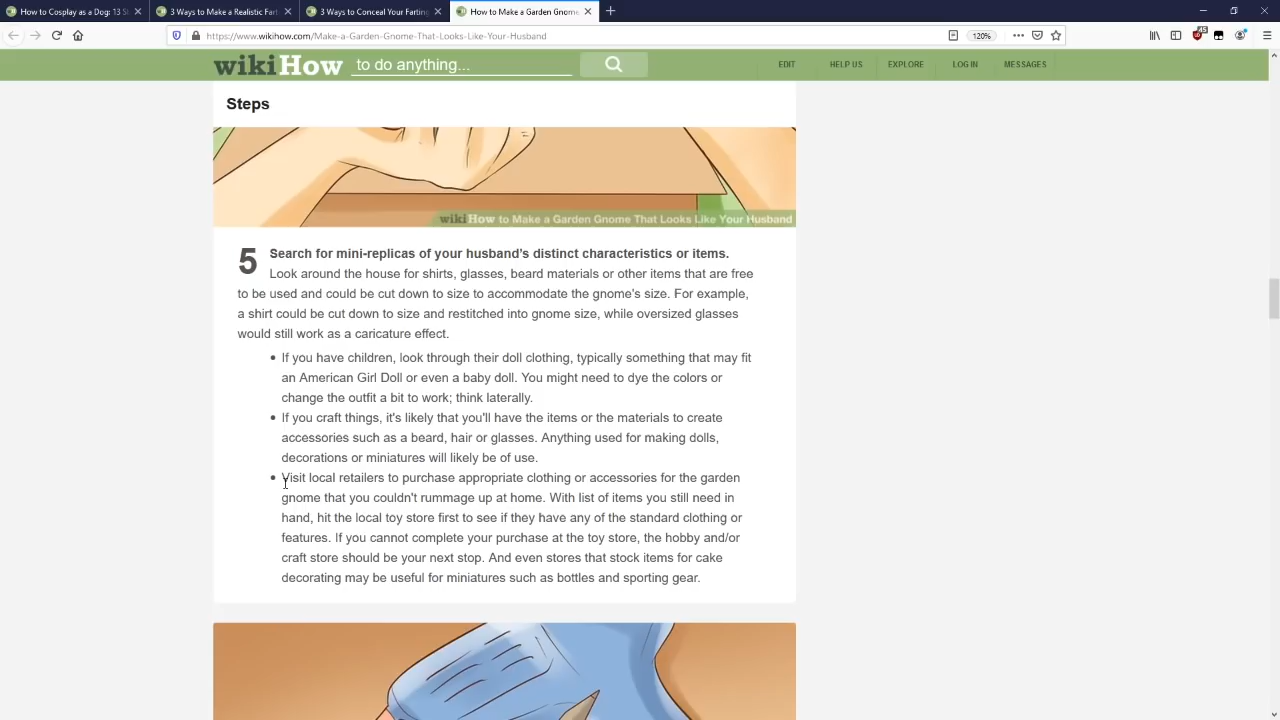 How to Cosplay as a Dog: 13 S
3 Ways to Make a Realistic Fart
3 Ways to Conceal Your Farting
How to Make a Garden Gnome
https://www.wikihow.com/Make-a-Garden-Gnome-That-Looks-Like-Your-Husband
120%
wikiHow to do anything...
EDIT
HELP US
EXPLORE
LOG IN
MESSAGES
Steps
wikiHow to Make a Garden Gnome That Looks Like Your Husband
5 Search for mini-replicas of your husband's distinct characteristics or items.
Look around the house for shirts, glasses, beard materials or other items that are free
to be used and could be cut down to size to accommodate the gnome's size. For example,
a shirt could be cut down to size and restitched into gnome size, while oversized glasses
would still work as a caricature effect.
• If you have children, look through their doll clothing, typically something that may fit
an American Girl Doll or even a baby doll. You might need to dye the colors or
change the outfit a bit to work; think laterally.
• If you craft things, it's likely that you'll have the items or the materials to create
accessories such as a beard, hair or glasses. Anything used for making dolls,
decorations or miniatures will likely be of use.
• Visit local retailers to purchase appropriate clothing or accessories for the garden
gnome that you couldn't rummage up at home. With list of items you still need in
hand, hit the local toy store first to see if they have any of the standard clothing or
features. If you cannot complete your purchase at the toy store, the hobby and/or
craft store should be your next stop. And even stores that stock items for cake
decorating may be useful for miniatures such as bottles and sporting gear.